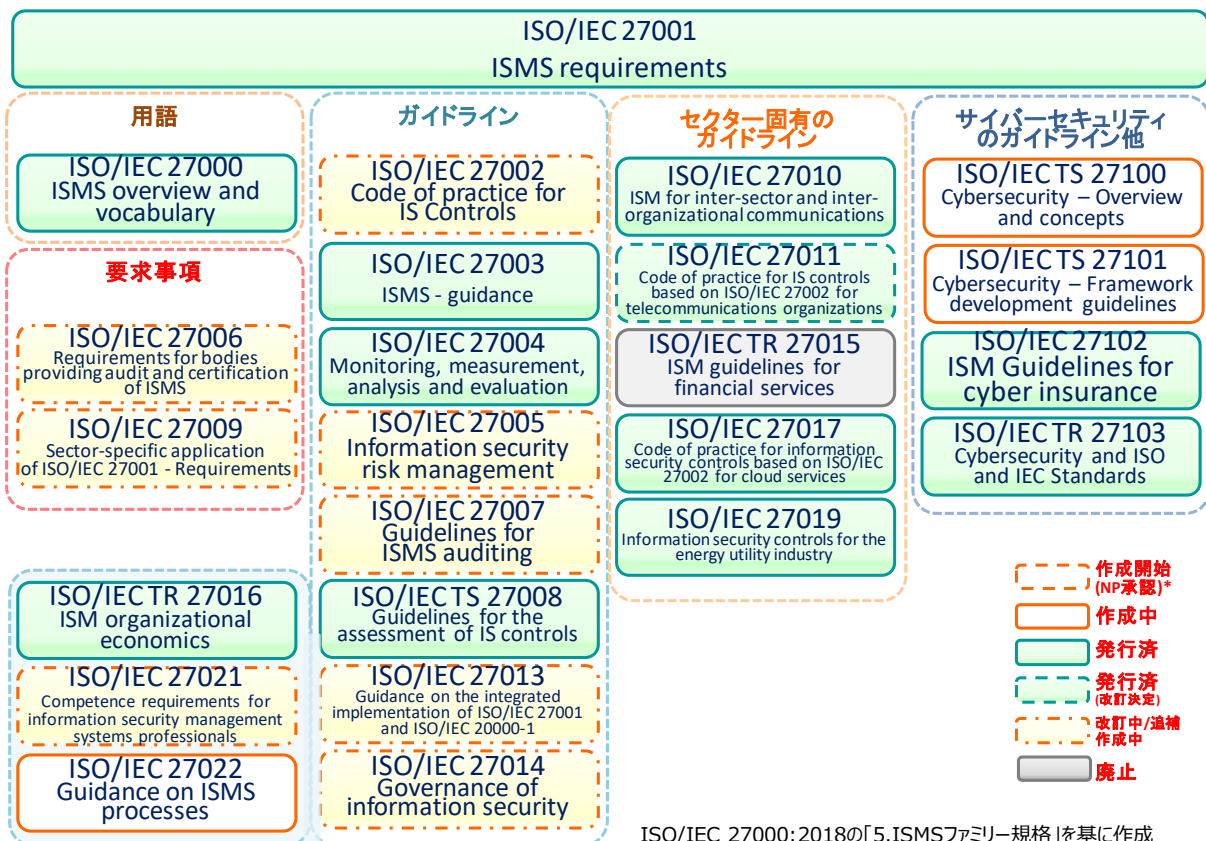 ISO/IEC 27001
ISMS requirements
用語
ISO/IEC 27000
ISMS overview and
vocabulary
要求事項
ISO/IEC 27006
Requirements for bodies
providing audit and certification
of ISMS
ISO/IEC 27009
Sector-specific application
of ISO/IEC 27001 - Requirements
ISO/IEC TR 27016
ISM organizational
economics
ISO/IEC 27021
Competence requirements for
information security management
systems professionals
ISO/IEC 27022
Guidance on ISMS
processes
ガイドライン
ISO/IEC 27002
Code of practice for
IS Controls
ISO/IEC 27003
ISMS - guidance
ISO/IEC 27004
Monitoring, measurement,
analysis and evaluation
ISO/IEC 27005
Information security
risk management
ISO/IEC 27007
Guidelines for
ISMS auditing
ISO/IEC TS 27008
Guidelines for the
assessment of IS controls
ISO/IEC 27013
Guidance on the integrated
implementation of ISO/IEC 27001
and ISO/IEC 20000-1
ISO/IEC 27014
Governance of
information security
セクター固有の
ガイドライン
ISO/IEC 27010
ISM for inter-sector and inter-
organizational communications
ISO/IEC 27011
Code of practice for IS controls
based on ISO/IEC 27002 for
telecommunications organizations
ISO/IEC TR 27015
ISM guidelines for
financial services
ISO/IEC 27017
Code of practice for information
security controls based on ISO/IEC
27002 for cloud services
ISO/IEC 27019
Information security controls for the
energy utility industry
サイバーセキュリティ
のガイドライン他
ISO/IEC TS 27100
Cybersecurity – Overview
and concepts
ISO/IEC TS 27101
Cybersecurity – Framework
development guidelines
ISO/IEC 27102
ISM Guidelines for
cyber insurance
ISO/IEC TR 27103
Cybersecurity and ISO
and IEC Standards
作成開始
(NP承認)*
作成中
発行済
発行済
(改訂決定)
改訂中/追補
作成中
廃止
ISO/IEC 27000:2018の「5.ISMSファミリー規格」を基に作成